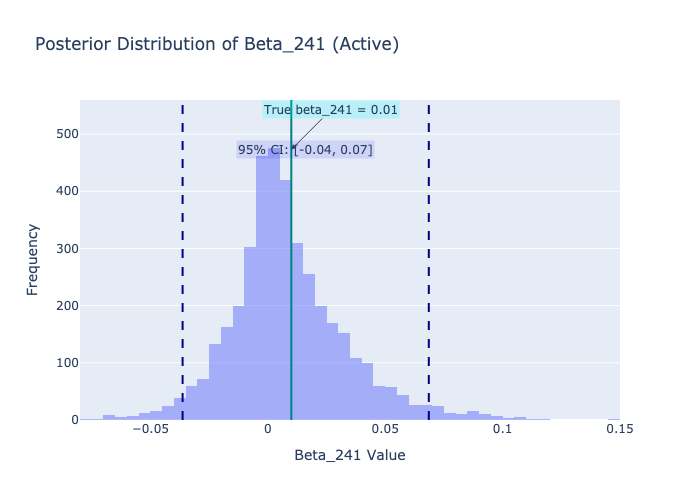 Posterior Distribution of Beta_241 (Active)
True beta_241 = 0.01
95% CI: [-0.04, 0.07]
500
400
300
200
100
0
Frequency
−0.05
0
0.05
0.1
0.15
Beta_241 Value